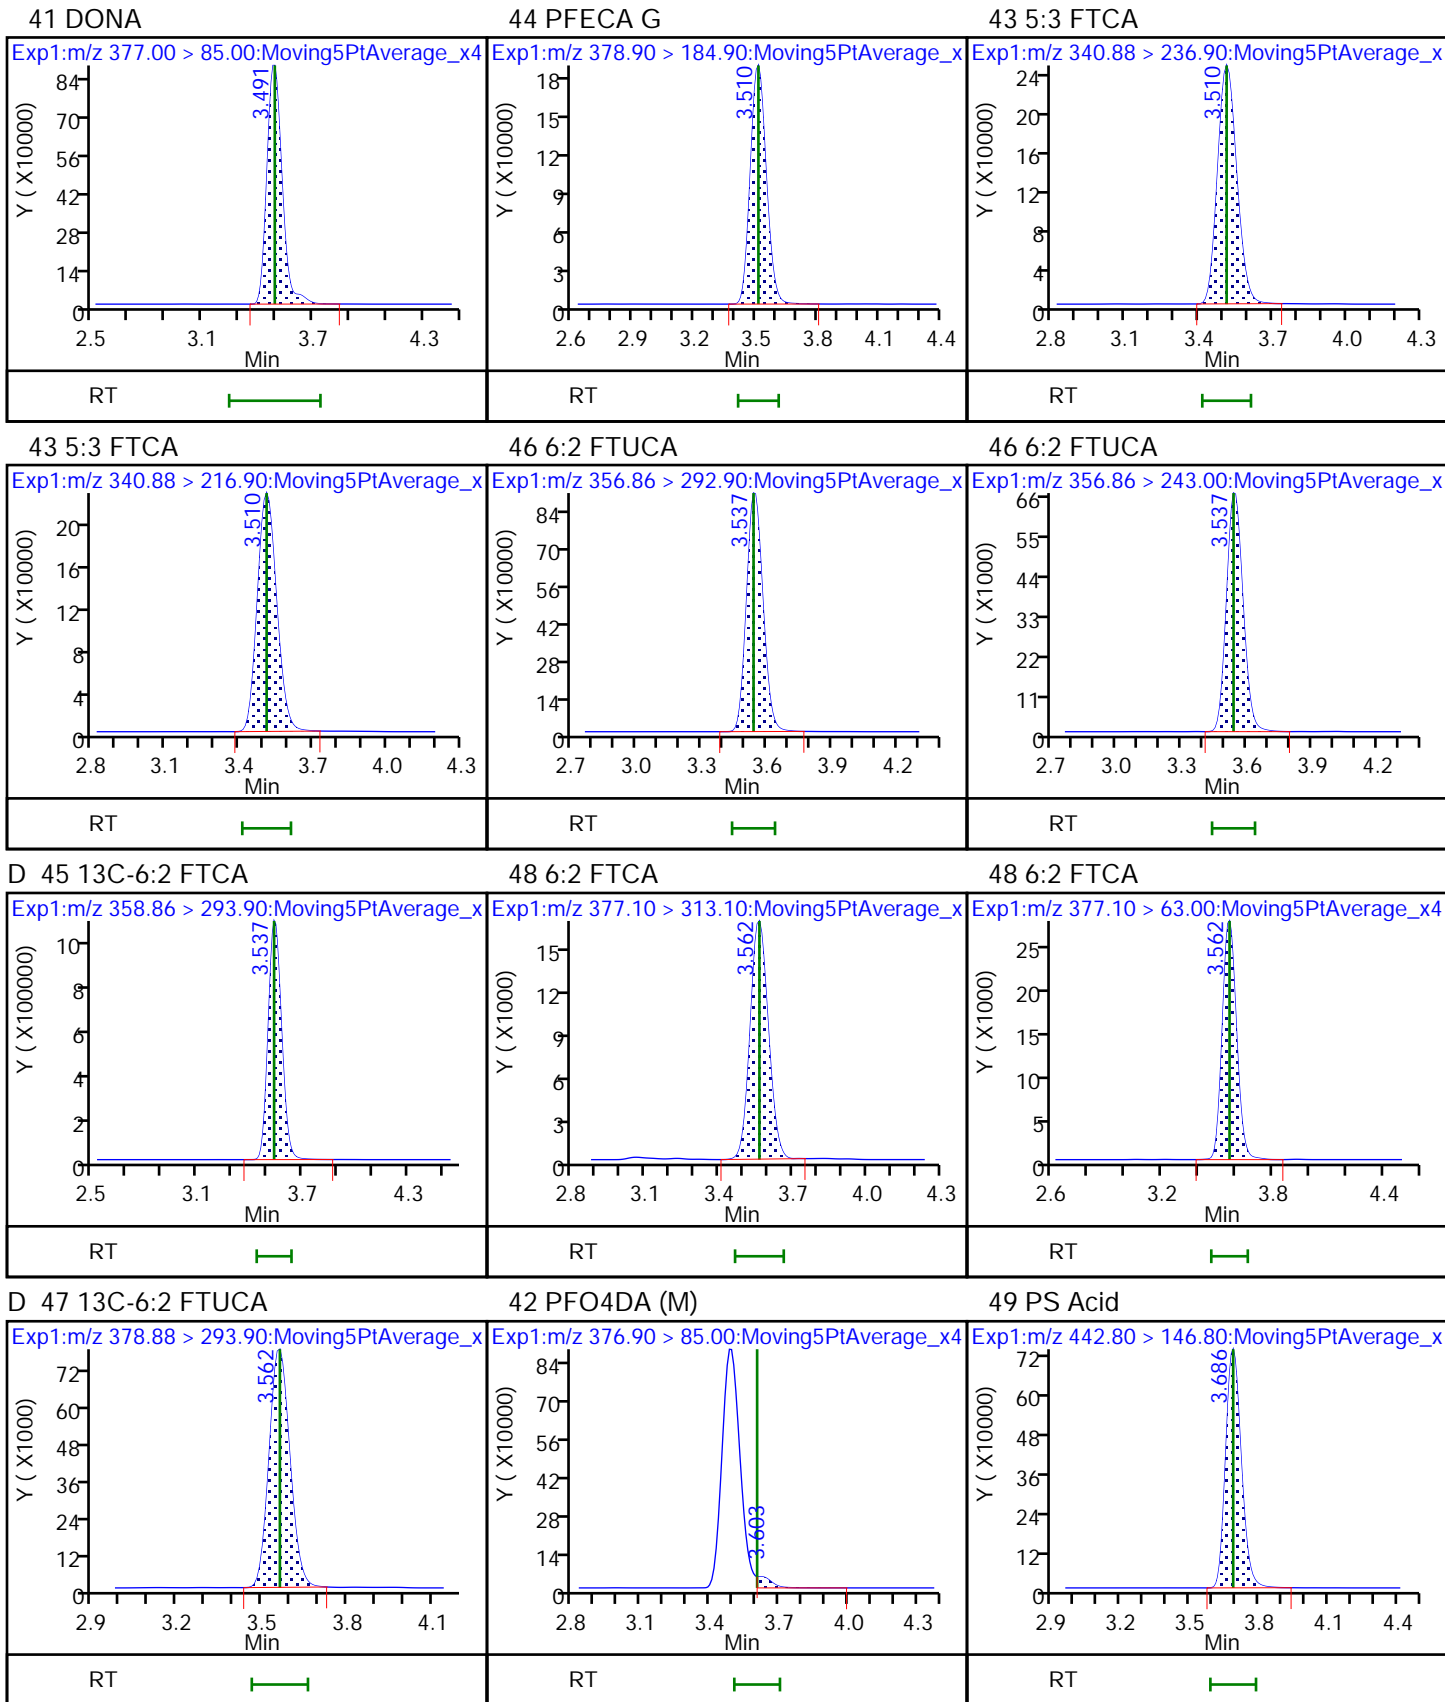 41 DONA
44 PFECA G
43 5:3 FTCA
Exp1:m/z 377.00 > 85.00:Moving5PtAverage_x4
Exp1:m/z 378.90 > 184.90:Moving5PtAverage_x
Exp1:m/z 340.88 > 236.90:Moving5PtAverage_x
Y ( X10000)
84
70
56
42
28
14
0
3.491
2.5 3.1 3.7 4.3
Min
Y ( X10000)
18
15
12
9
6
3
0
3.510
2.6 2.9 3.2 3.5 3.8 4.1 4.4
Min
Y ( X10000)
24
20
16
12
8
4
0
3.510
2.8 3.1 3.4 3.7 4.0 4.3
Min
RT
RT
RT
43 5:3 FTCA
46 6:2 FTUCA
46 6:2 FTUCA
Exp1:m/z 340.88 > 216.90:Moving5PtAverage_x
Exp1:m/z 356.86 > 292.90:Moving5PtAverage_x
Exp1:m/z 356.86 > 243.00:Moving5PtAverage_x
Y ( X10000)
20
16
12
8
4
0
3.510
2.8 3.1 3.4 3.7 4.0 4.3
Min
Y ( X10000)
84
70
56
42
28
14
0
3.537
2.7 3.0 3.3 3.6 3.9 4.2
Min
Y ( X1000)
66
55
44
33
22
11
0
3.537
2.7 3.0 3.3 3.6 3.9 4.2
Min
RT
RT
RT
D 45 13C-6:2 FTCA
48 6:2 FTCA
48 6:2 FTCA
Exp1:m/z 358.86 > 293.90:Moving5PtAverage_x
Exp1:m/z 377.10 > 313.10:Moving5PtAverage_x
Exp1:m/z 377.10 > 63.00:Moving5PtAverage_x4
Y ( X100000)
10
8
6
4
2
0
3.537
2.5 3.1 3.7 4.3
Min
Y ( X1000)
15
12
9
6
3
0
3.562
2.8 3.1 3.4 3.7 4.0 4.3
Min
Y ( X1000)
25
20
15
10
5
0
3.562
2.6 3.2 3.8 4.4
Min
RT
RT
RT
D 47 13C-6:2 FTUCA
42 PFO4DA (M)
49 PS Acid
Exp1:m/z 378.88 > 293.90:Moving5PtAverage_x
Exp1:m/z 376.90 > 85.00:Moving5PtAverage_x4
Exp1:m/z 442.80 > 146.80:Moving5PtAverage_x
Y ( X10000)
72
60
48
36
24
12
0
3.562
2.9 3.2 3.5 3.8 4.1
Min
Y ( X10000)
84
70
56
42
28
14
0
3.603
2.8 3.1 3.4 3.7 4.0 4.3
Min
Y ( X10000)
72
60
48
36
24
12
0
3.686
2.9 3.2 3.5 3.8 4.1 4.4
Min
RT
RT
RT